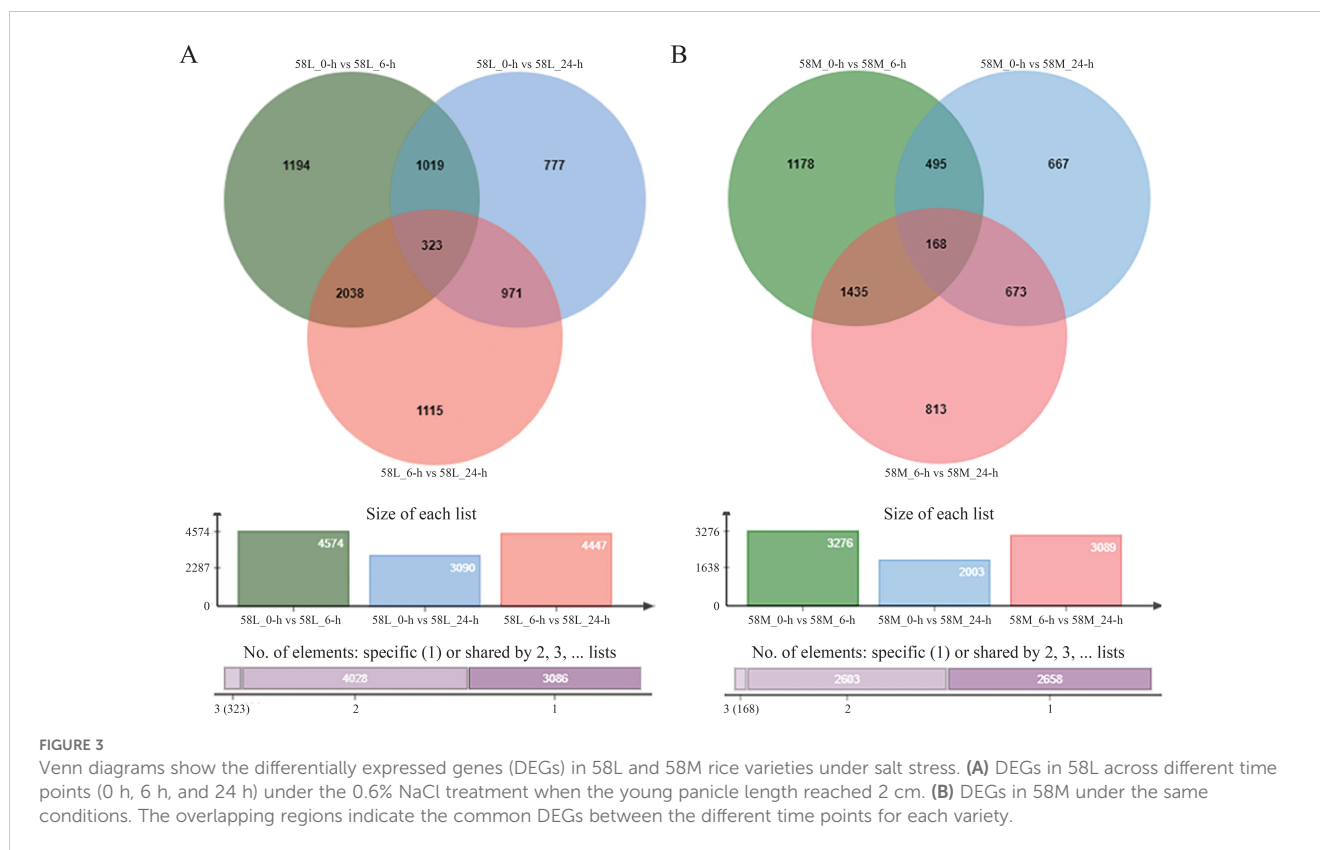 A
B
58L_0-h vs 58L_6-h
58L_0-h vs 58L_24-h
58M_0-h vs 58M_6-h
58M_0-h vs 58M_24-h
1194
1019
777
323
2038
971
1115
58L_6-h vs 58L_24-h
1178
495
667
168
1435
673
813
58M_6-h vs 58M_24-h
Size of each list
4574
2287
0
4574
3090
4447
58L_0-h vs 58L_6-h
58L_0-h vs 58L_24-h
58L_6-h vs 58L_24-h
Size of each list
3276
1638
0
3276
2003
3089
58M_0-h vs 58M_6-h
58M_0-h vs 58M_24-h
58M_6-h vs 58M_24-h
No. of elements: specific (1) or shared by 2, 3, ... lists
4028
3086
3 (323)
2
1
No. of elements: specific (1) or shared by 2, 3, ... lists
2603
2658
3 (168)
2
1
FIGURE 3
Venn diagrams show the differentially expressed genes (DEGs) in 58L and 58M rice varieties under salt stress. (A) DEGs in 58L across different time
points (0 h, 6 h, and 24 h) under the 0.6% NaCl treatment when the young panicle length reached 2 cm. (B) DEGs in 58M under the same
conditions. The overlapping regions indicate the common DEGs between the different time points for each variety.